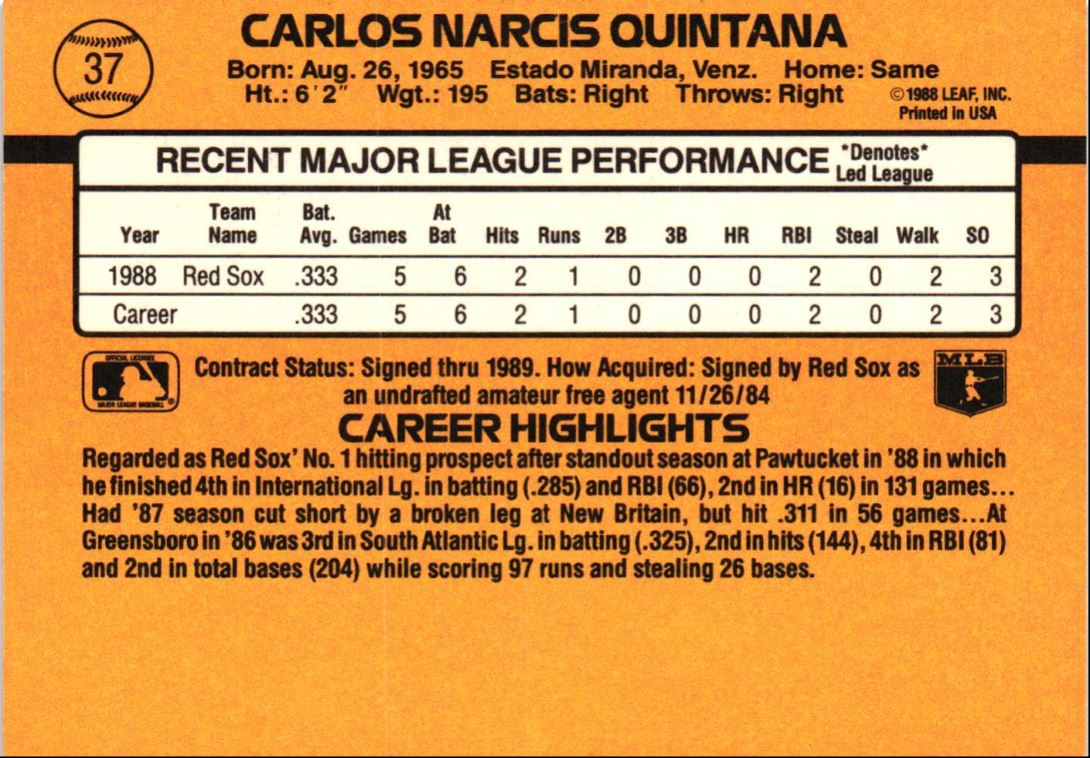 37
CARLOS NARCIS QUINTANA
Born: Aug. 26, 1965 Estado Miranda, Venz. Home: Same
Ht.: 6'2" Wgt.: 195 Bats: Right Throws: Right
©1988 LEAF, INC.
Printed in USA
RECENT MAJOR LEAGUE PERFORMANCE *Denotes*
Led League
Year Team Name Bat. Avg. Games At Bat Hits Runs 2B 3B HR RBI Steal Walk SO
1988 Red Sox .333 5 6 2 1 0 0 0 2 0 2 3
Career .333 5 6 2 1 0 0 0 2 0 2 3
OFFICIAL LICENSEE
MAJOR LEAGUE BASEBALL ®
Contract Status: Signed thru 1989. How Acquired: Signed by Red Sox as
an undrafted amateur free agent 11/26/84
MLB
CAREER HIGHLIGHTS
Regarded as Red Sox' No. 1 hitting prospect after standout season at Pawtucket in '88 in which
he finished 4th in International Lg. in batting (.285) and RBI (66), 2nd in HR (16) in 131 games...
Had '87 season cut short by a broken leg at New Britain, but hit .311 in 56 games...At
Greensboro in '86 was 3rd in South Atlantic Lg. in batting (.325), 2nd in hits (144), 4th in RBI (81)
and 2nd in total bases (204) while scoring 97 runs and stealing 26 bases.